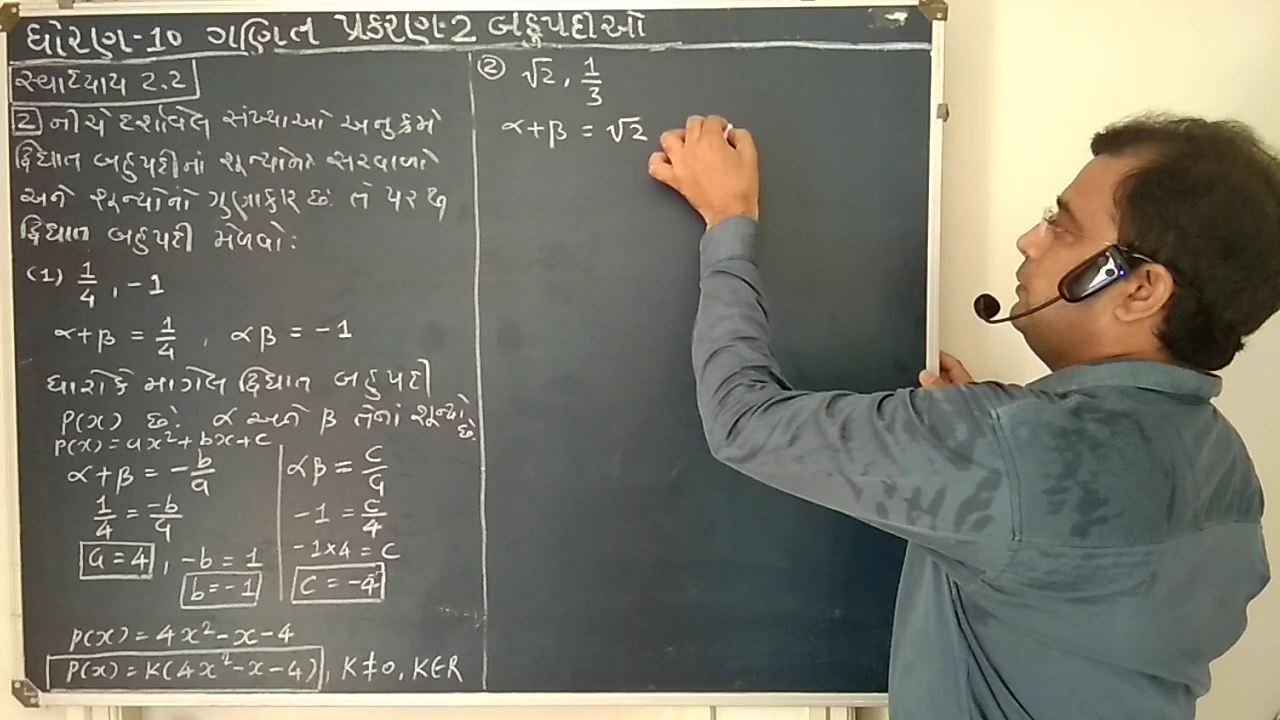 ધોરણ-10 ગણિત પ્રકરણ-2 બહુપદીઓ
સ્વાધ્યાય 2.2
2 નીચે દર્શાવેલ સંખ્યાઓ અનુક્રમે
દ્વિઘાત બહુપદીનાં શૂન્યોનો સરવાળો
અને શૂન્યોનો ગુણાકાર છે. તે પરથી
દ્વિઘાત બહુપદી મેળવો:
(1) 1/4, -1
α+β = 1/4, αβ = -1
ધારોકે માગેલ દ્વિઘાત બહુપદી
P(x) છે. α અને β તેનાં શૂન્યો છે.
P(x) = ax²+bx+c
α+β = -b/a
1/4 = -b/a
a=4, -b=1
b=-1
αβ = c/a
-1 = c/4
-1×4 = c
c = -4
P(x) = 4x²-x-4
P(x) = K(4x²-x-4), K≠0, K∈R
② √2, 1/3
α+β = √2